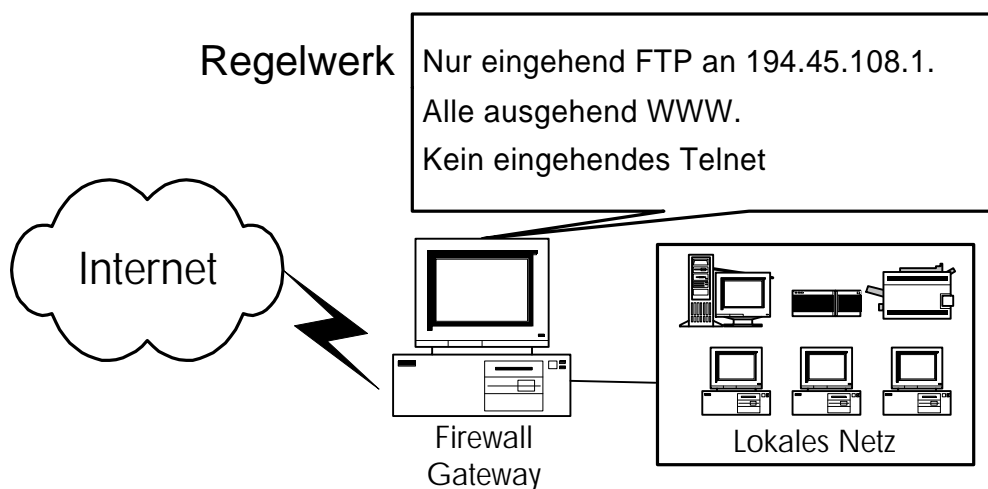 Regelwerk
Nur eingehend FTP an 194.45.108.1.
Alle ausgehend WWW.
Kein eingehendes Telnet
Internet
Firewall
Gateway
Lokales Netz